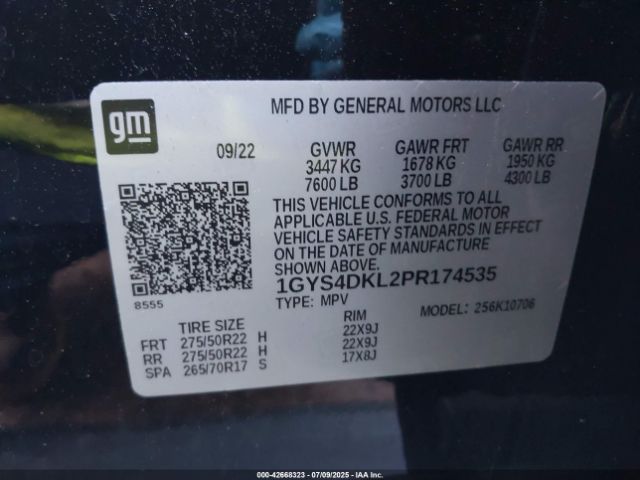 gm
MFD BY GENERAL MOTORS LLC
09/22 GVWR GAWR FRT GAWR RR
3447 KG 1678 KG 1950 KG
7600 LB 3700 LB 4300 LB
THIS VEHICLE CONFORMS TO ALL
APPLICABLE U.S. FEDERAL MOTOR
VEHICLE SAFETY STANDARDS IN EFFECT
ON THE DATE OF MANUFACTURE
SHOWN ABOVE.
8555
1GYS4DKL2PR174535
TYPE: MPV MODEL: 256K10706
TIRE SIZE RIM
FRT 275/50R22 H 22X9J
RR 275/50R22 H 22X9J
SPA 265/70R17 S 17X8J
000-42668323 - 07/09/2025 - IAA Inc.